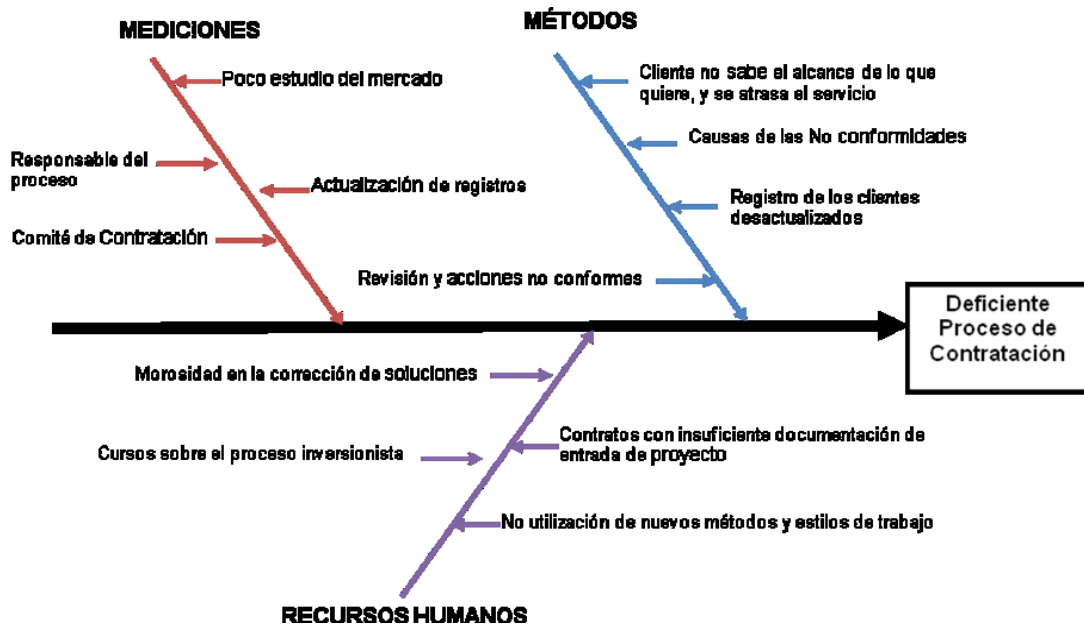 MEDICIONES
Poco estudio del mercado
Responsable del
proceso
Actualización de registros
Comité de Contratación
MÉTODOS
Cliente no sabe el alcance de lo que
quiere, y se atrasa el servicio
Causas de las No conformidades
Registro de los clientes
desactualizados
Revisión y acciones no conformes
Deficiente
Proceso de
Contratación
Morosidad en la corrección de soluciones
Contratos con insuficiente documentación de
entrada de proyecto
Cursos sobre el proceso inversionista
No utilización de nuevos métodos y estilos de trabajo
RECURSOS HUMANOS